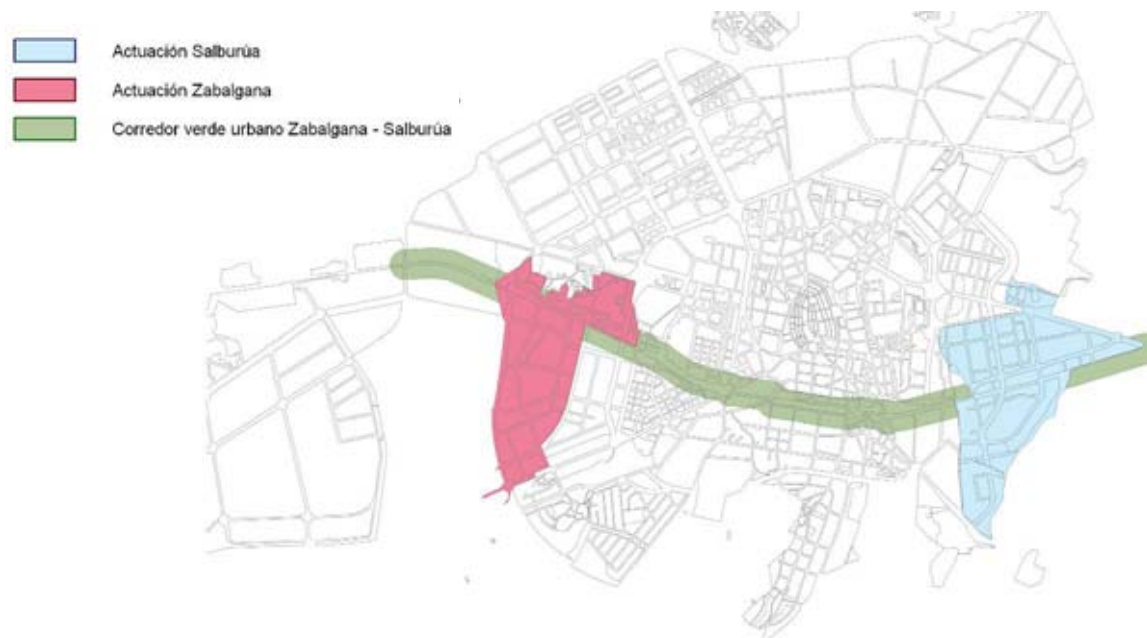 Actuación Salburúa
Actuación Zabalgana
Corredor verde urbano Zabalgana - Salburúa